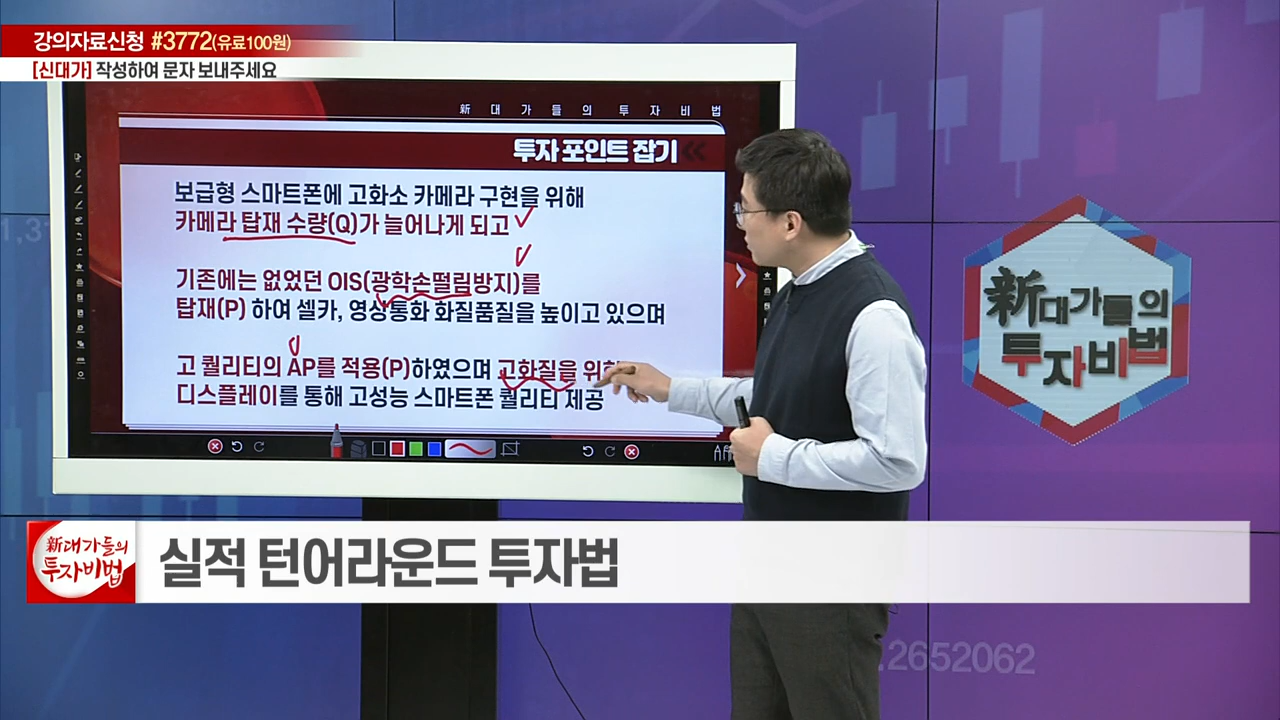 강의자료신청 #3772(유료100원)
[신대가] 작성하여 문자 보내주세요
新 대 가 들 의 투 자 비 법
투자 포인트 잡기
보급형 스마트폰에 고화소 카메라 구현을 위해
카메라 탑재 수량(Q)가 늘어나게 되고
기존에는 없었던 OIS(광학손떨림방지)를
탑재(P) 하여 셀카, 영상통화 화질품질을 높이고 있으며
고 퀄리티의 AP를 적용(P)하였으며 고화질을 위해
디스플레이를 통해 고성능 스마트폰 퀄리티 제공
新대가들의
투자비법
新대가들의
투자비법
실적 턴어라운드 투자법
.2652062